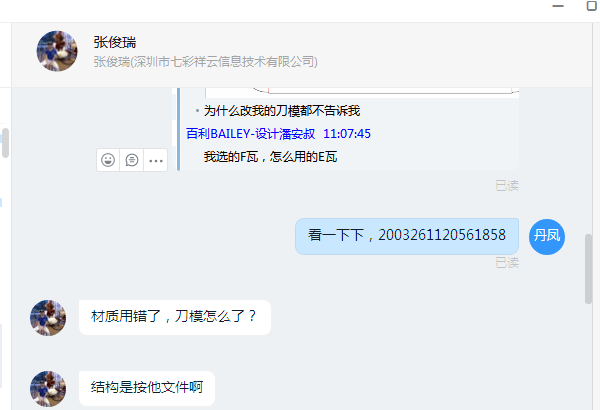 张俊瑞
张俊瑞(深圳市七彩祥云信息技术有限公司)
· 为什么改我的刀模都不告诉我
百利BAILEY-设计潘安叔 11:07:45
我选的F瓦，怎么用的E瓦
已读
看一下下，2003261120561858
丹凤
已读
材质用错了，刀模怎么了？
结构是按他文件啊